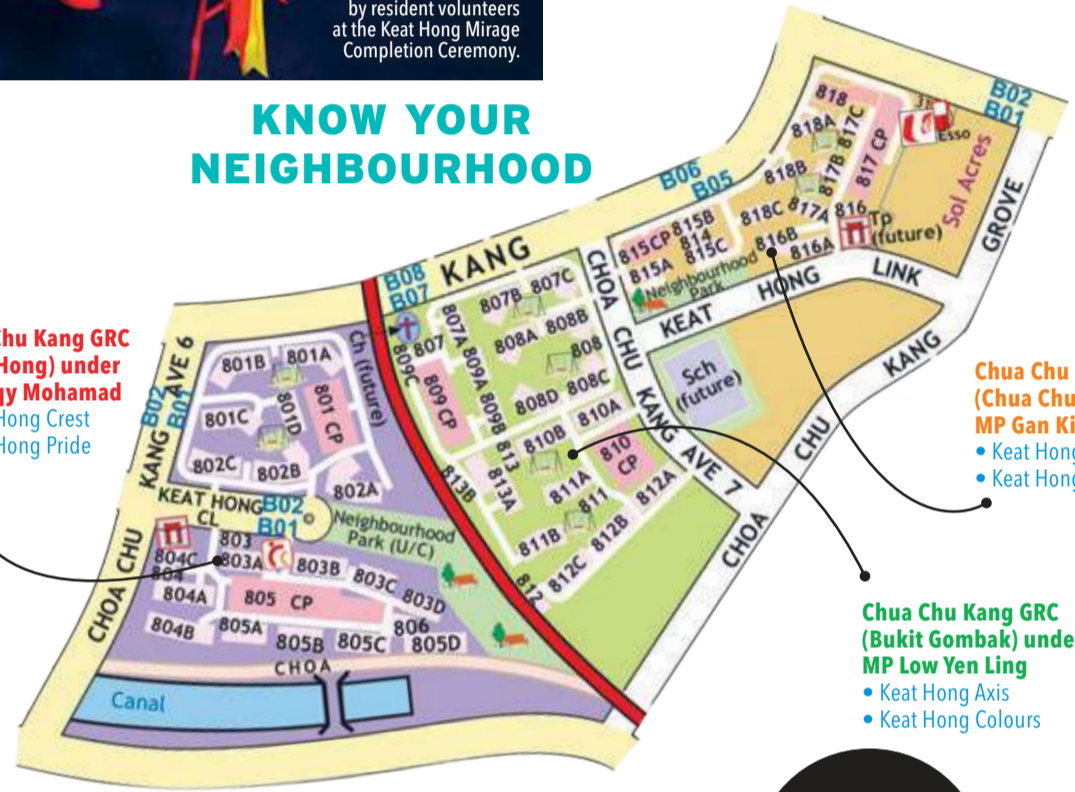 by resident volunteers
at the Keat Hong Mirage
Completion Ceremony.
KNOW YOUR
NEIGHBOURHOOD
B02
B01
B06
B05
818
818A
817C
817 CP
Esso
Sol Acres
GROVE
818B
817B
817A
818C
816
Tp
(future)
816B
816A
815B
815CP
814
815C
815A
Neighbourhood
Park
KEAT HONG LINK
KANG
B08
B07
CHOA CHU KANG AVE 7
807C
807B
807A
807
808B
808A
808
809C
809A
809 CP
808C
808D
809B
810A
810B
810
CP
813
813A
813B
811A
811
812A
812B
811B
812C
812
Sch
(future)
CHOA CHU KANG
Ch (future)
KANG AVE 6
B02
B01
801B
801A
801C
801D
801 CP
802C
802B
802A
KEAT HONG
CL
B02
B01
Neighbourhood
Park (U/C)
CHOA CHU
803
803A
803B
803C
803D
804C
804
804A
804B
805 CP
805A
805B
805C
805D
806
CHOA
Canal
Chu Kang GRC
Hong) under
qy Mohamad
Hong Crest
Hong Pride
Chua Chu
(Chua Chu
MP Gan Ki
• Keat Hong
• Keat Hong
Chua Chu Kang GRC
(Bukit Gombak) unde
MP Low Yen Ling
• Keat Hong Axis
• Keat Hong Colours